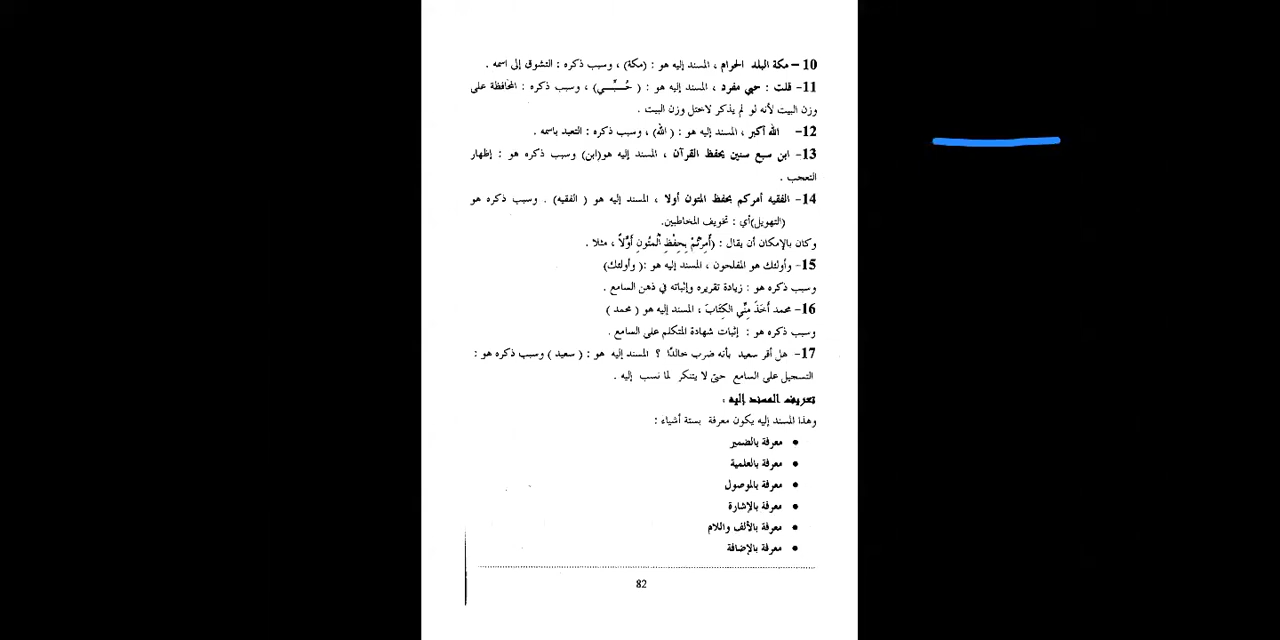 10 – مكة البلد الحرام ، المسند إليه هو : (مكة) ، وسبب ذكره : التشوق إلى اسمه .
11- قلت : حبي مفرد ، المسند إليه هو : ( حُـــبِّـــي) ، وسبب ذكره : المحافظة على
وزن البيت لأنه لو لم يذكر لاختل وزن البيت .
12- الله أكبر ، المسند إليه هو : ( الله) ، وسبب ذكره : التعبد باسمه .
13- ابن سبع سنين يحفظ القرآن ، المسند إليه هو(ابن) وسبب ذكره هو : إظهار
التعجب .
14- الفقيه أمركم بحفظ المتون أولا ، المسند إليه هو ( الفقيه) . وسبب ذكره هو
(التهويل)أي : تخويف المخاطبين.
وكان بالإمكان أن يقال : (أُمِرْتُمْ بِحِفْظِ اْلمتُونِ أوَّلاً ، مثلا .
15- وأولئك هو المفلحون ، المسند إليه هو :( وأولئك)
وسبب ذكره هو : زيادة تقريره وإثباته في ذهن السامع .
16- محمد أَخَذَ مِنِّي الكِتَابَ ، المسند إليه هو ( محمد )
وسبب ذكره هو : إثبات شهادة المتكلم على السامع .
17- هل أقر سعيد بأنه ضرب خالدًا ؟ المسند إليه هو : ( سعيد ) وسبب ذكره هو :
التسجيل على السامع حتى لا يتنكر لما نسب إليه .
تعريف المسند إليه :
وهذا المسند إليه يكون معرفة بستة أشياء :
• معرفة بالضمير
• معرفة بالعلمية
• معرفة بالموصول
• معرفة بالإشارة
• معرفة بالألف واللام
• معرفة بالإضافة
82